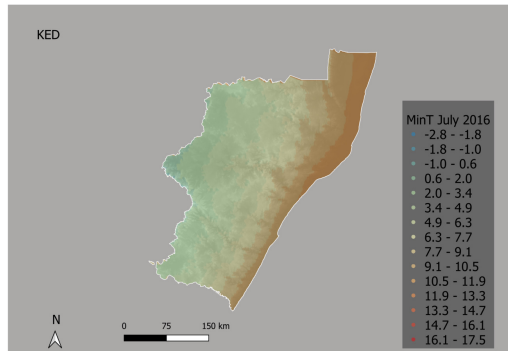 KED
MinT July 2016
-2.8 - -1.8
-1.8 - -1.0
-1.0 - 0.6
0.6 - 2.0
2.0 - 3.4
3.4 - 4.9
4.9 - 6.3
6.3 - 7.7
7.7 - 9.1
9.1 - 10.5
10.5 - 11.9
11.9 - 13.3
13.3 - 14.7
14.7 - 16.1
16.1 - 17.5
N
0 75 150 km